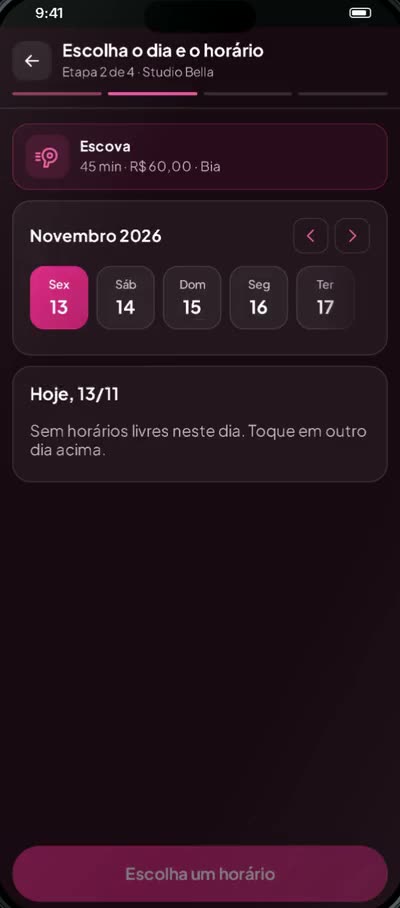 9:41
Escolha o dia e o horário
Etapa 2 de 4 · Studio Bella
Escova
45 min · R$ 60,00 · Bia
Novembro 2026
Sex Sáb Dom Seg Ter
13 14 15 16 17
Hoje, 13/11
Sem horários livres neste dia. Toque em outro
dia acima.
Escolha um horário